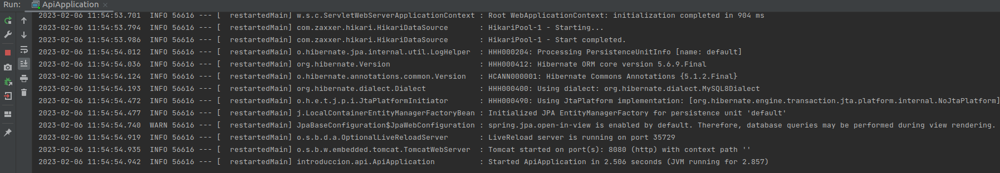 Run: ApiApplication ×
2023-02-06 11:54:53.701  INFO 56616 --- [  restartedMain] w.s.c.ServletWebServerApplicationContext : Root WebApplicationContext: initialization completed in 904 ms
2023-02-06 11:54:53.794  INFO 56616 --- [  restartedMain] com.zaxxer.hikari.HikariDataSource       : HikariPool-1 - Starting...
2023-02-06 11:54:53.986  INFO 56616 --- [  restartedMain] com.zaxxer.hikari.HikariDataSource       : HikariPool-1 - Start completed.
2023-02-06 11:54:54.012  INFO 56616 --- [  restartedMain] o.hibernate.jpa.internal.util.LogHelper  : HHH000204: Processing PersistenceUnitInfo [name: default]
2023-02-06 11:54:54.036  INFO 56616 --- [  restartedMain] org.hibernate.Version                    : HHH000412: Hibernate ORM core version 5.6.9.Final
2023-02-06 11:54:54.124  INFO 56616 --- [  restartedMain] o.hibernate.annotations.common.Version   : HCANN000001: Hibernate Commons Annotations {5.1.2.Final}
2023-02-06 11:54:54.193  INFO 56616 --- [  restartedMain] org.hibernate.dialect.Dialect            : HHH000400: Using dialect: org.hibernate.dialect.MySQL8Dialect
2023-02-06 11:54:54.472  INFO 56616 --- [  restartedMain] o.h.e.t.j.p.i.JtaPlatformInitiator       : HHH000490: Using JtaPlatform implementation: [org.hibernate.engine.transaction.jta.platform.internal.NoJtaPlatform]
2023-02-06 11:54:54.477  INFO 56616 --- [  restartedMain] j.LocalContainerEntityManagerFactoryBean : Initialized JPA EntityManagerFactory for persistence unit 'default'
2023-02-06 11:54:54.740  WARN 56616 --- [  restartedMain] JpaBaseConfiguration$JpaWebConfiguration : spring.jpa.open-in-view is enabled by default. Therefore, database queries may be performed during view rendering.
2023-02-06 11:54:54.919  INFO 56616 --- [  restartedMain] o.s.b.d.a.OptionalLiveReloadServer       : LiveReload server is running on port 35729
2023-02-06 11:54:54.935  INFO 56616 --- [  restartedMain] o.s.b.w.embedded.tomcat.TomcatWebServer  : Tomcat started on port(s): 8080 (http) with context path ''
2023-02-06 11:54:54.942  INFO 56616 --- [  restartedMain] introduccion.api.ApiApplication          : Started ApiApplication in 2.506 seconds (JVM running for 2.857)